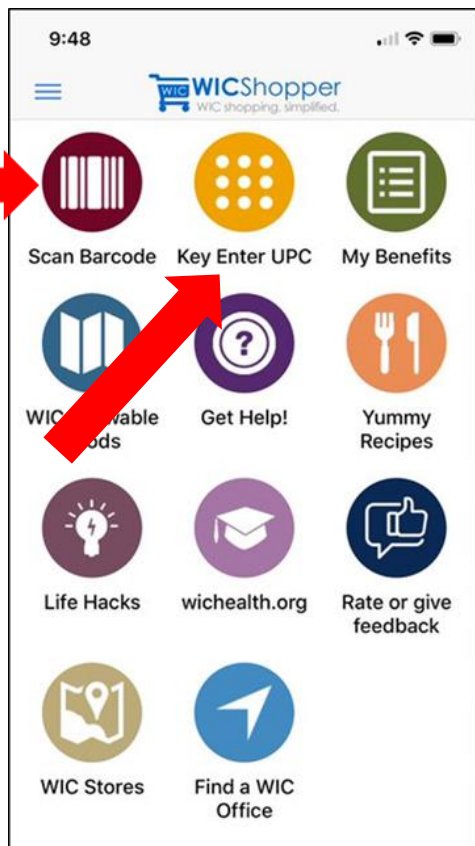 9:48
WIC WICShopper
WIC shopping, simplified.
Scan Barcode Key Enter UPC My Benefits
?
WIC Get Help! Yummy
Recipes
Life Hacks wichealth.org Rate or give
feedback
WIC Stores Find a WIC
Office